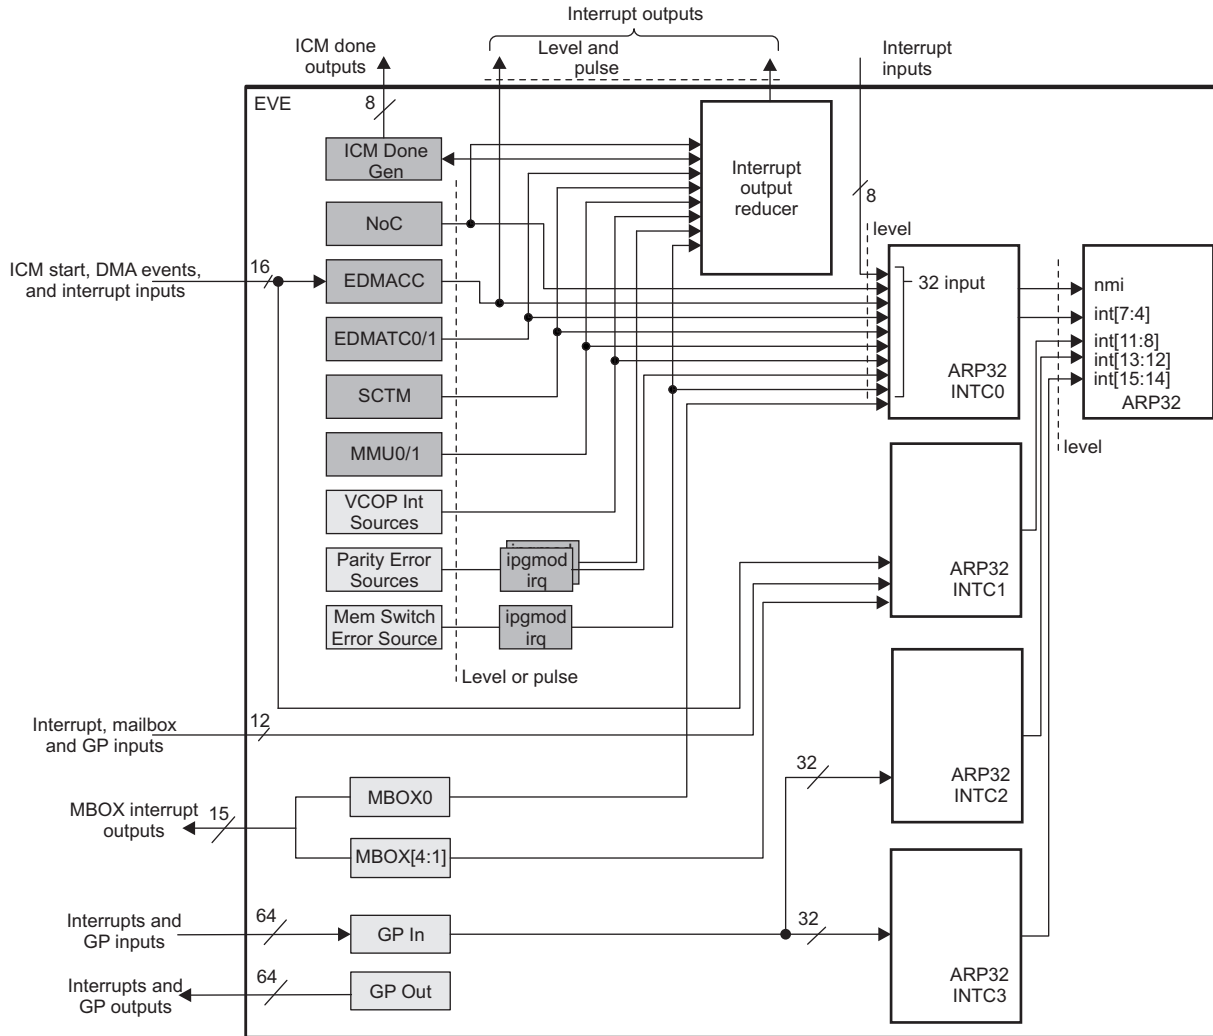 Interrupt outputs
ICM done
outputs
Level and
pulse
Interrupt
inputs
EVE
8
ICM Done
Gen
Interrupt
output
reducer
8
NoC
level
ICM start, DMA events,
and interrupt inputs
16
EDMACC
32 input
nmi
EDMATC0/1
int[7:4]
int[11:8]
int[13:12]
int[15:14]
ARP32
ARP32
INTC0
SCTM
MMU0/1
level
VCOP Int
Sources
Parity Error
Sources
ipgmod
irq
ARP32
INTC1
Mem Switch
Error Source
ipgmod
irq
Level or pulse
Interrupt, mailbox
and GP inputs
12
32
ARP32
INTC2
MBOX0
MBOX interrupt
outputs
15
MBOX[4:1]
Interrupts and
GP inputs
64
GP In
32
Interrupts and
GP outputs
64
GP Out
ARP32
INTC3